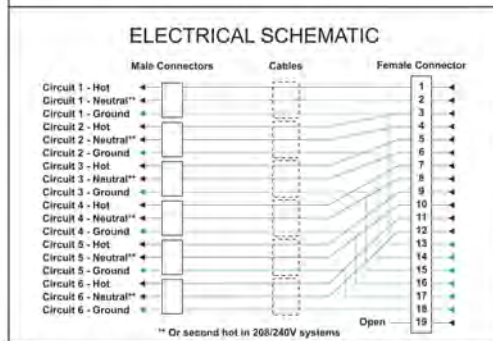 ELECTRICAL SCHEMATIC
Male Connectors Cables Female Connector
Circuit 1 - Hot
Circuit 1 - Neutral**
Circuit 1 - Ground
Circuit 2 - Hot
Circuit 2 - Neutral**
Circuit 2 - Ground
Circuit 3 - Hot
Circuit 3 - Neutral**
Circuit 3 - Ground
Circuit 4 - Hot
Circuit 4 - Neutral**
Circuit 4 - Ground
Circuit 5 - Hot
Circuit 5 - Neutral**
Circuit 5 - Ground
Circuit 6 - Hot
Circuit 6 - Neutral**
Circuit 6 - Ground
1
2
3
4
5
6
7
8
9
10
11
12
13
14
15
16
17
18
Open 19
** Or second hot in 208/240V systems